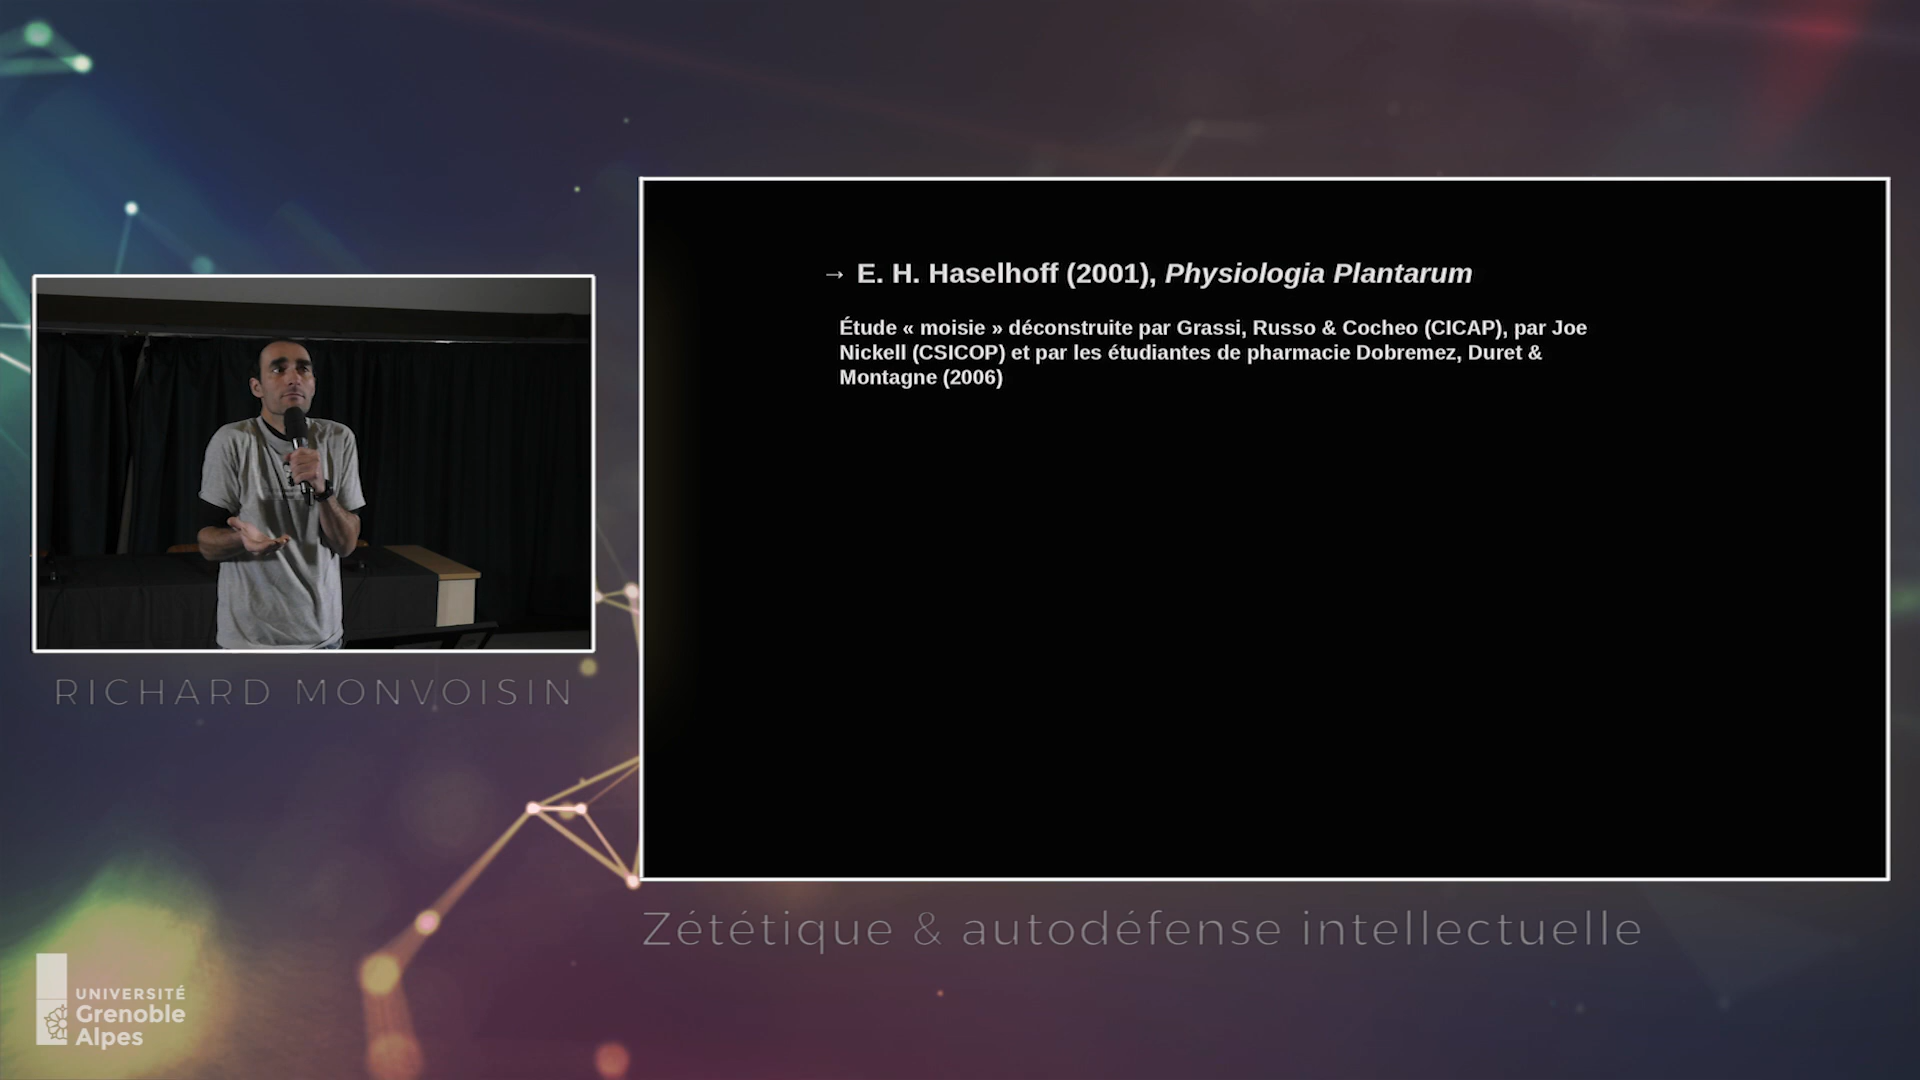 → E. H. Haselhoff (2001), Physiologia Plantarum
Étude « moisie » déconstruite par Grassi, Russo & Cocheo (CICAP), par Joe
Nickell (CSICOP) et par les étudiantes de pharmacie Dobremez, Duret &
Montagne (2006)
RICHARD MONVOISIN
Zététique & autodéfense intellectuelle
UNIVERSITÉ
Grenoble
Alpes